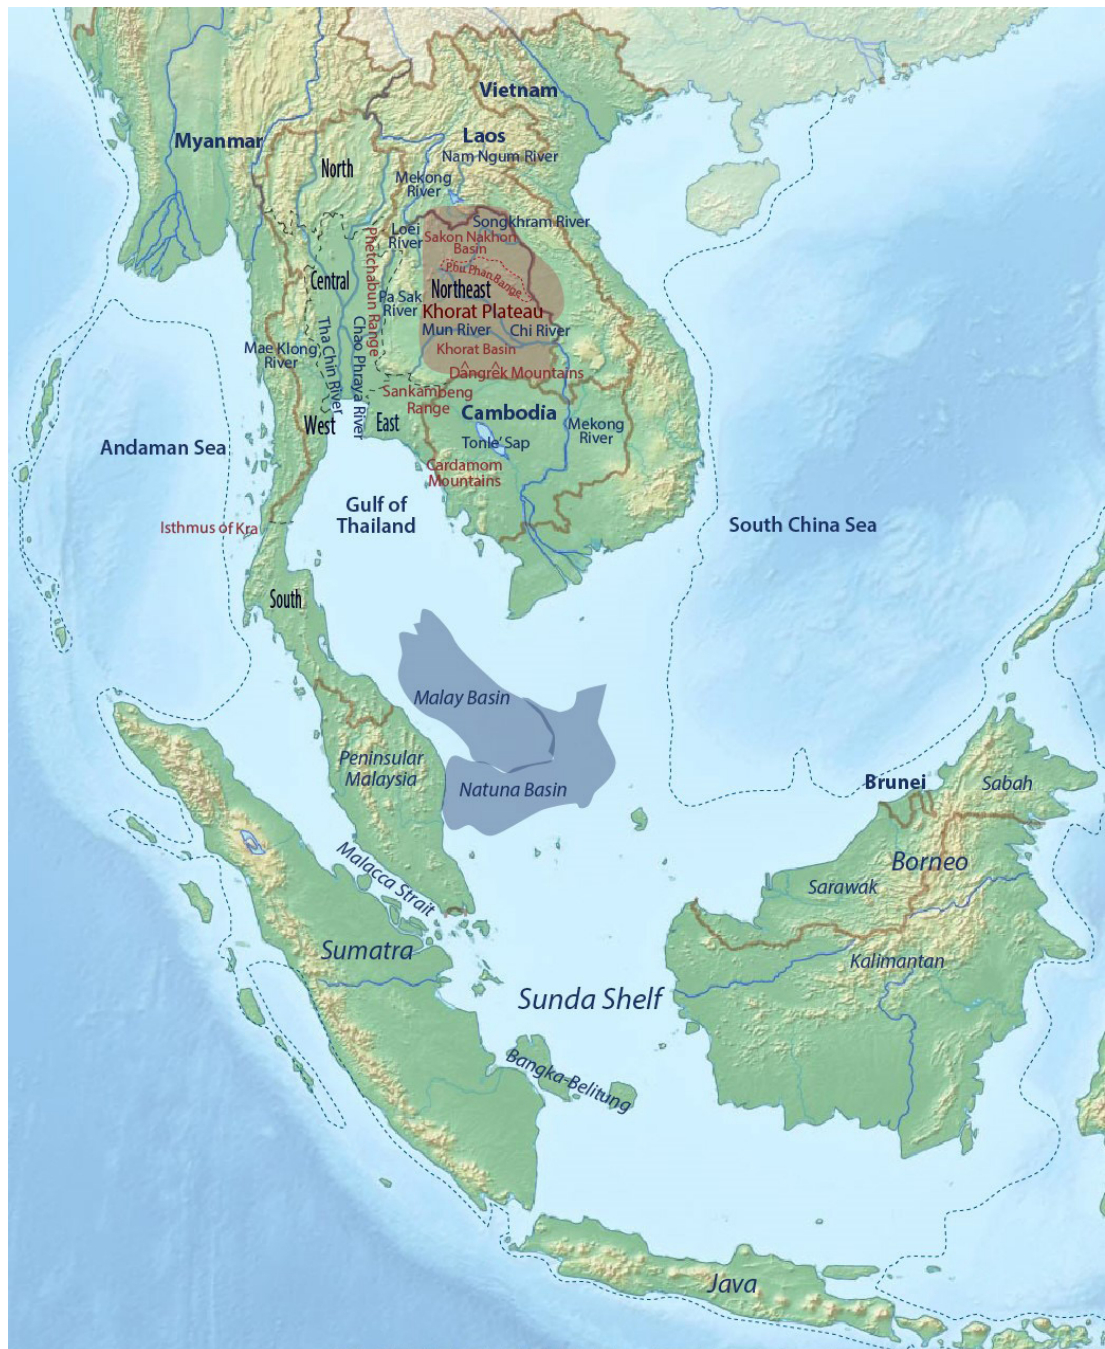 Vietnam
Myanmar
Laos
Nam Ngum River
North
Mekong
River
Loei
River
Songkhram River
Sakon Nakhon
Basin
Phu Phan Range
Phetchabun Range
Central
Northeast
Pa Sak
River
Khorat Plateau
Mun River
Chi River
Tha Chin River
Chao Phraya River
Mae Klong
River
Khorat Basin
Dangrek Mountains
Sankambeng
Range
West
East
Cambodia
Mekong
River
Tonle' Sap
Andaman Sea
Cardamom
Mountains
Gulf of
Thailand
Isthmus of Kra
South China Sea
South
Malay Basin
Peninsular
Malaysia
Natuna Basin
Brunei
Sabah
Malacca Strait
Borneo
Sarawak
Sumatra
Kalimantan
Sunda Shelf
Bangka-Belitung
Java